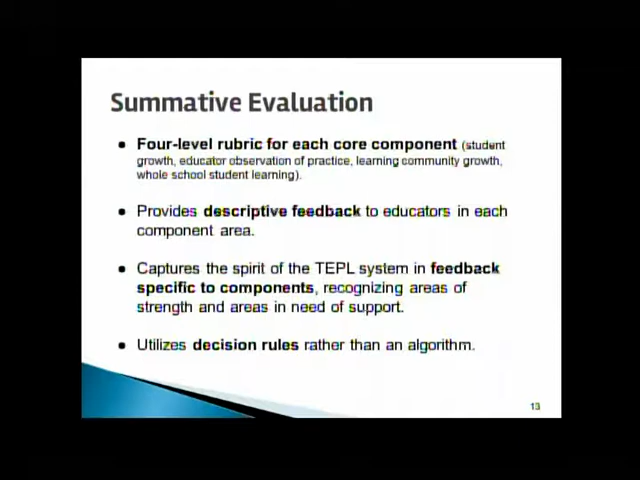 Summative Evaluation
● Four-level rubric for each core component (student
growth, educator observation of practice, learning community growth,
whole school student learning).
● Provides descriptive feedback to educators in each
component area.
● Captures the spirit of the TEPL system in feedback
specific to components, recognizing areas of
strength and areas in need of support.
● Utilizes decision rules rather than an algorithm.
13